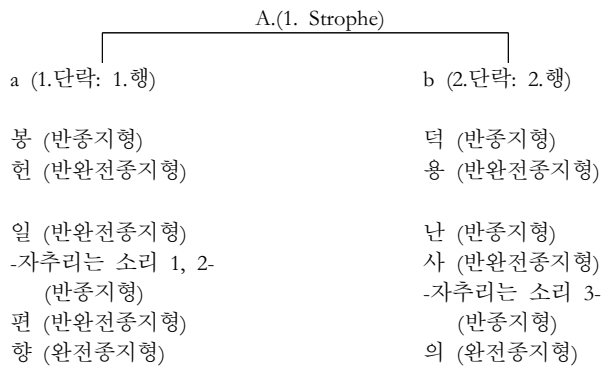 A.(1. Strophe)
a (1.단락: 1.행)
봉 (반종지형)
헌 (반완전종지형)
일 (반완전종지형)
-자추리는 소리 1, 2-
(반종지형)
편 (반완전종지형)
향 (완전종지형)
b (2.단락: 2.행)
덕 (반종지형)
용 (반완전종지형)
난 (반종지형)
사 (반완전종지형)
-자추리는 소리 3-
(반종지형)
의 (완전종지형)